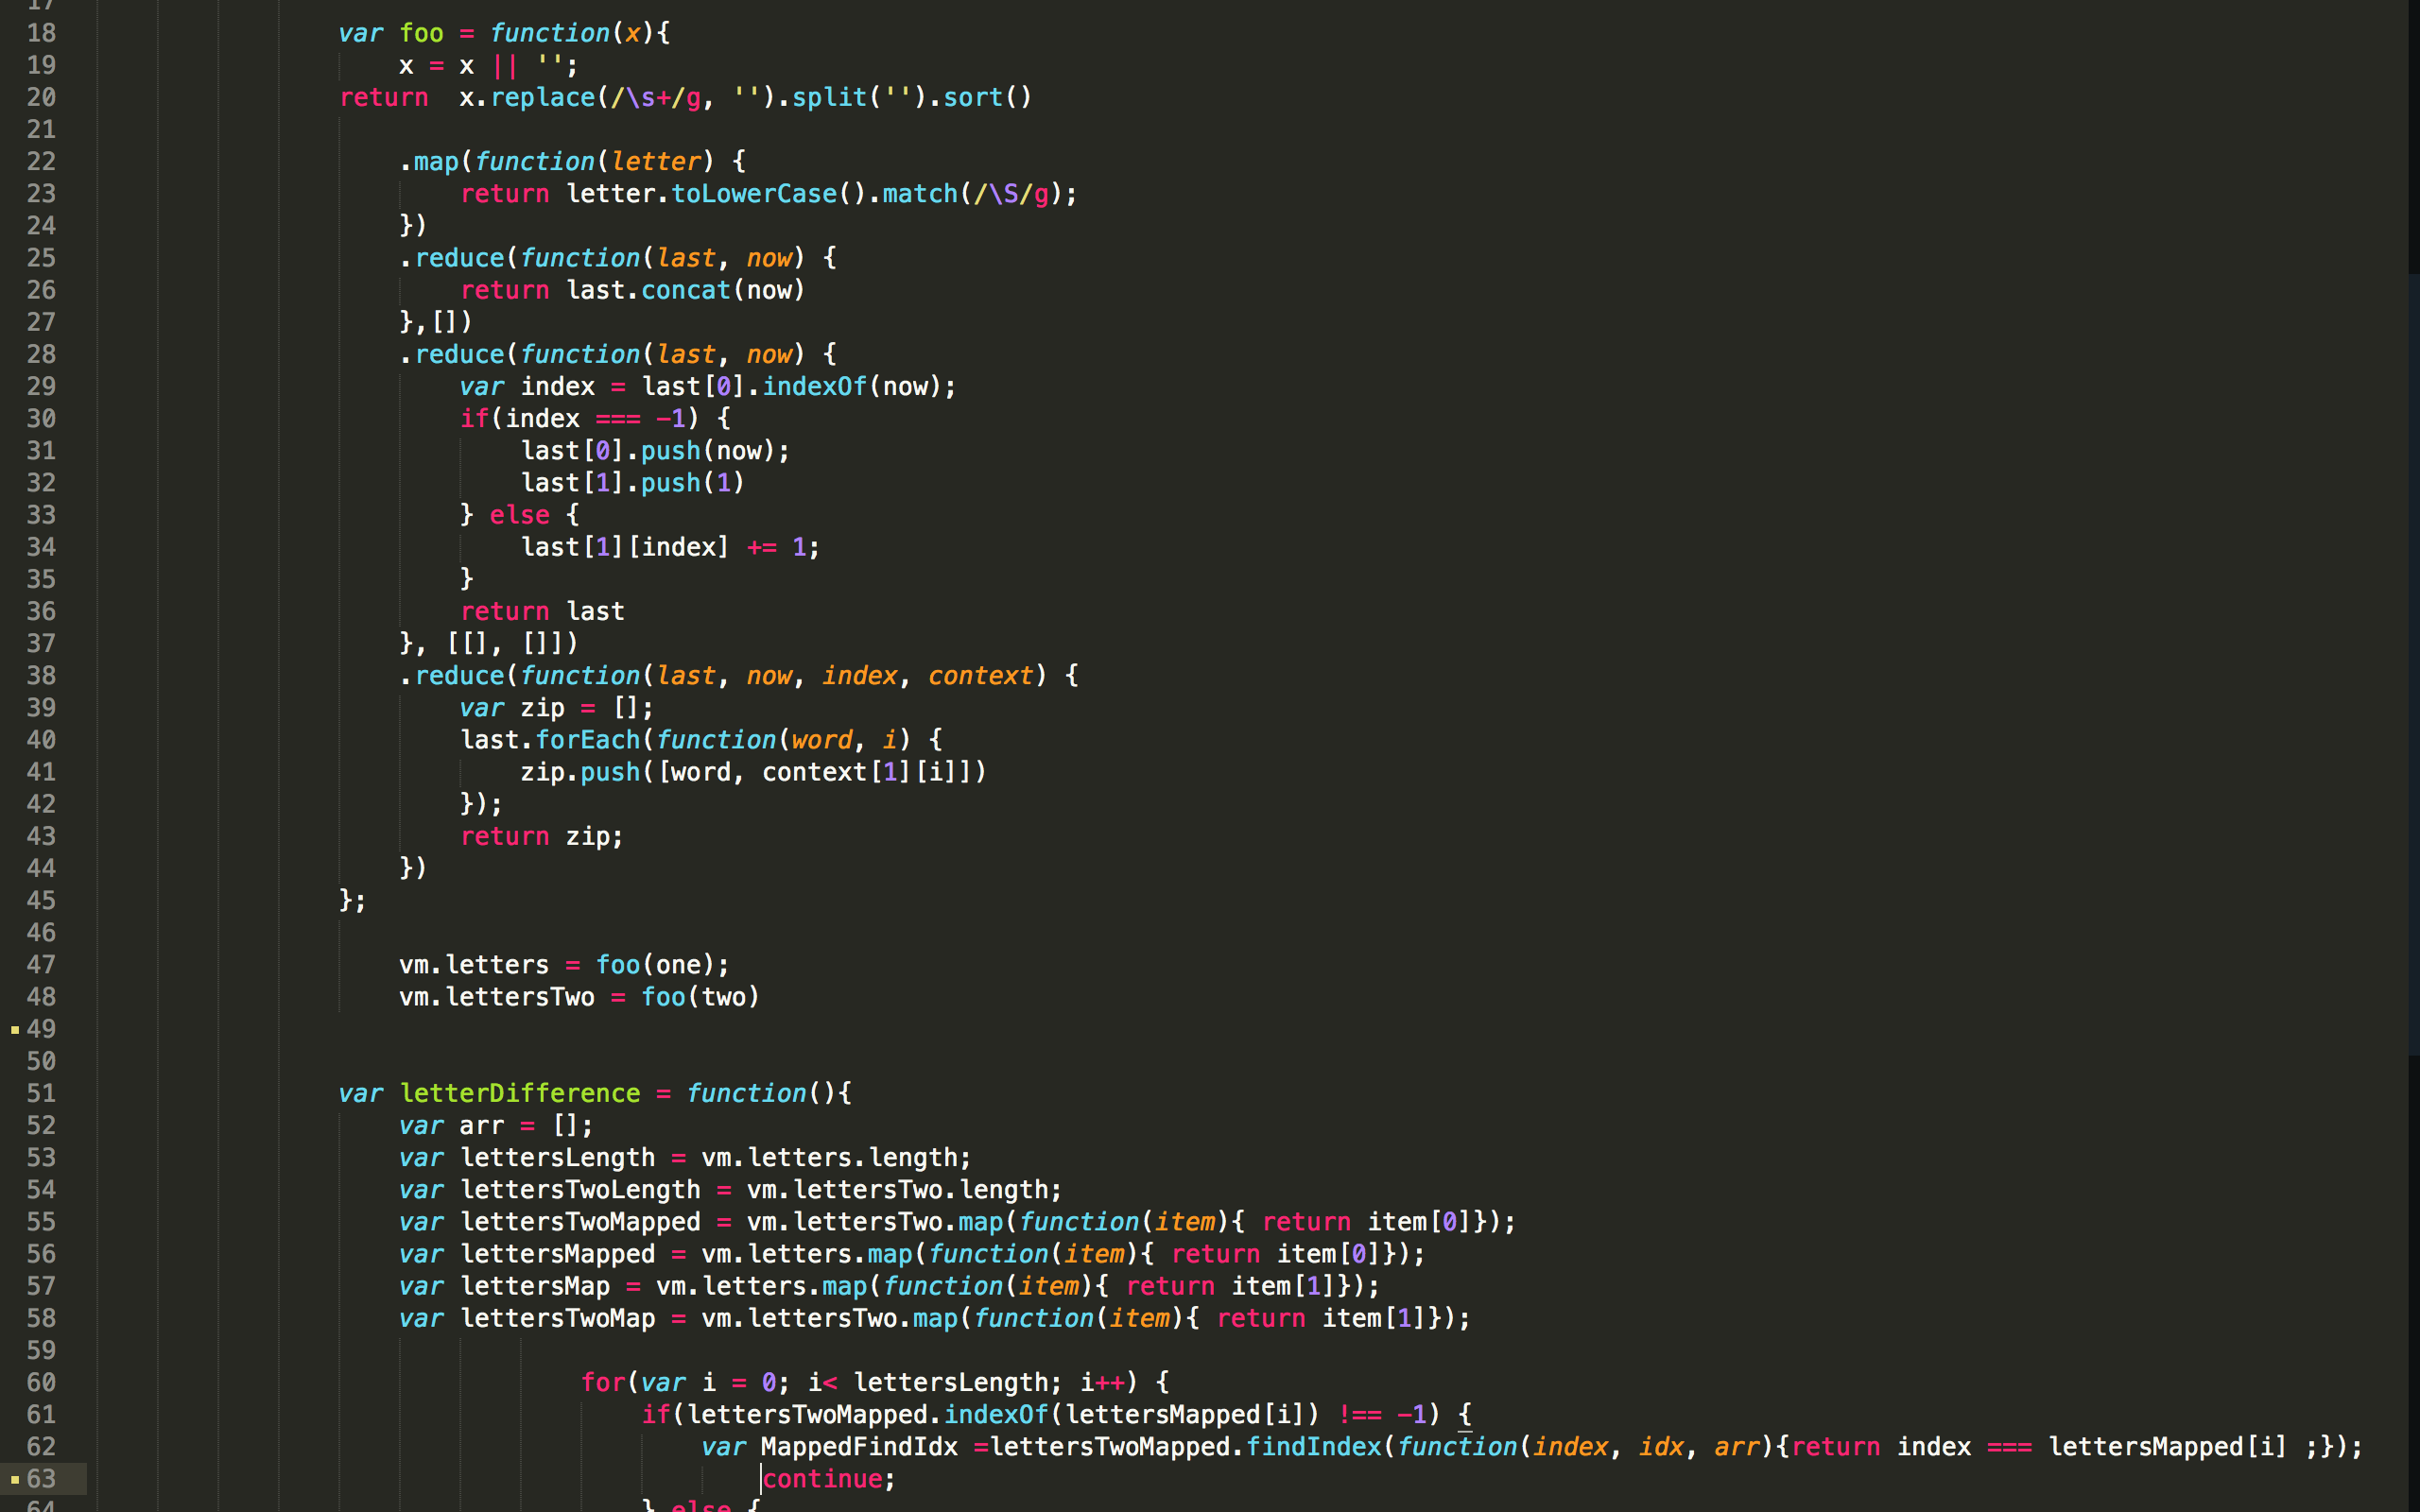 18 var foo = function(x){
19 x = x || '';
20 return  x.replace(/\s+/g, '').split('').sort()
21
22 .map(function(letter) {
23 return letter.toLowerCase().match(/\S/g);
24 })
25 .reduce(function(last, now) {
26 return last.concat(now)
27 },[])
28 .reduce(function(last, now) {
29 var index = last[0].indexOf(now);
30 if(index === -1) {
31 last[0].push(now);
32 last[1].push(1)
33 } else {
34 last[1][index] += 1;
35 }
36 return last
37 }, [[], []])
38 .reduce(function(last, now, index, context) {
39 var zip = [];
40 last.forEach(function(word, i) {
41 zip.push([word, context[1][i]])
42 });
43 return zip;
44 })
45 };
46
47 vm.letters = foo(one);
48 vm.lettersTwo = foo(two)
49
50
51 var letterDifference = function(){
52 var arr = [];
53 var lettersLength = vm.letters.length;
54 var lettersTwoLength = vm.lettersTwo.length;
55 var lettersTwoMapped = vm.lettersTwo.map(function(item){ return item[0]});
56 var lettersMapped = vm.letters.map(function(item){ return item[0]});
57 var lettersMap = vm.letters.map(function(item){ return item[1]});
58 var lettersTwoMap = vm.lettersTwo.map(function(item){ return item[1]});
59
60 for(var i = 0; i< lettersLength; i++) {
61 if(lettersTwoMapped.indexOf(lettersMapped[i]) !== -1) {
62 var MappedFindIdx =lettersTwoMapped.findIndex(function(index, idx, arr){return index === lettersMapped[i] ;});
63 continue;
64 } else {